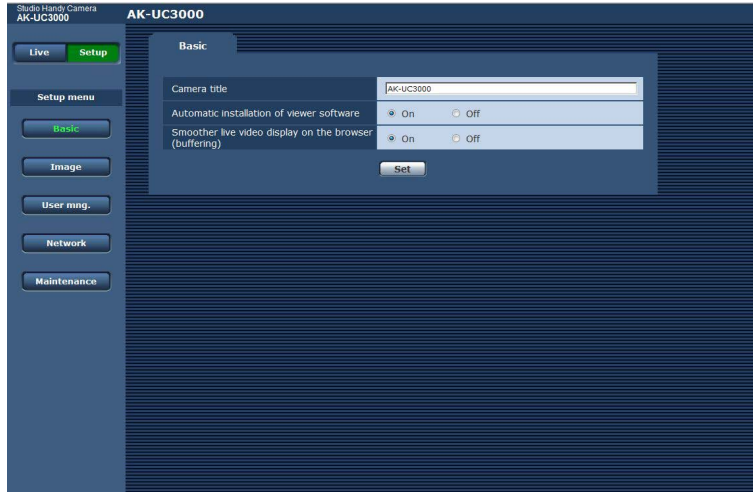 Studio Handy Camera
AK-UC3000
AK-UC3000
Live
Setup
Setup menu
Basic
Image
User mng.
Network
Maintenance
Basic
Camera title
AK-UC3000
Automatic installation of viewer software
On
Off
Smoother live video display on the browser
(buffering)
On
Off
Set